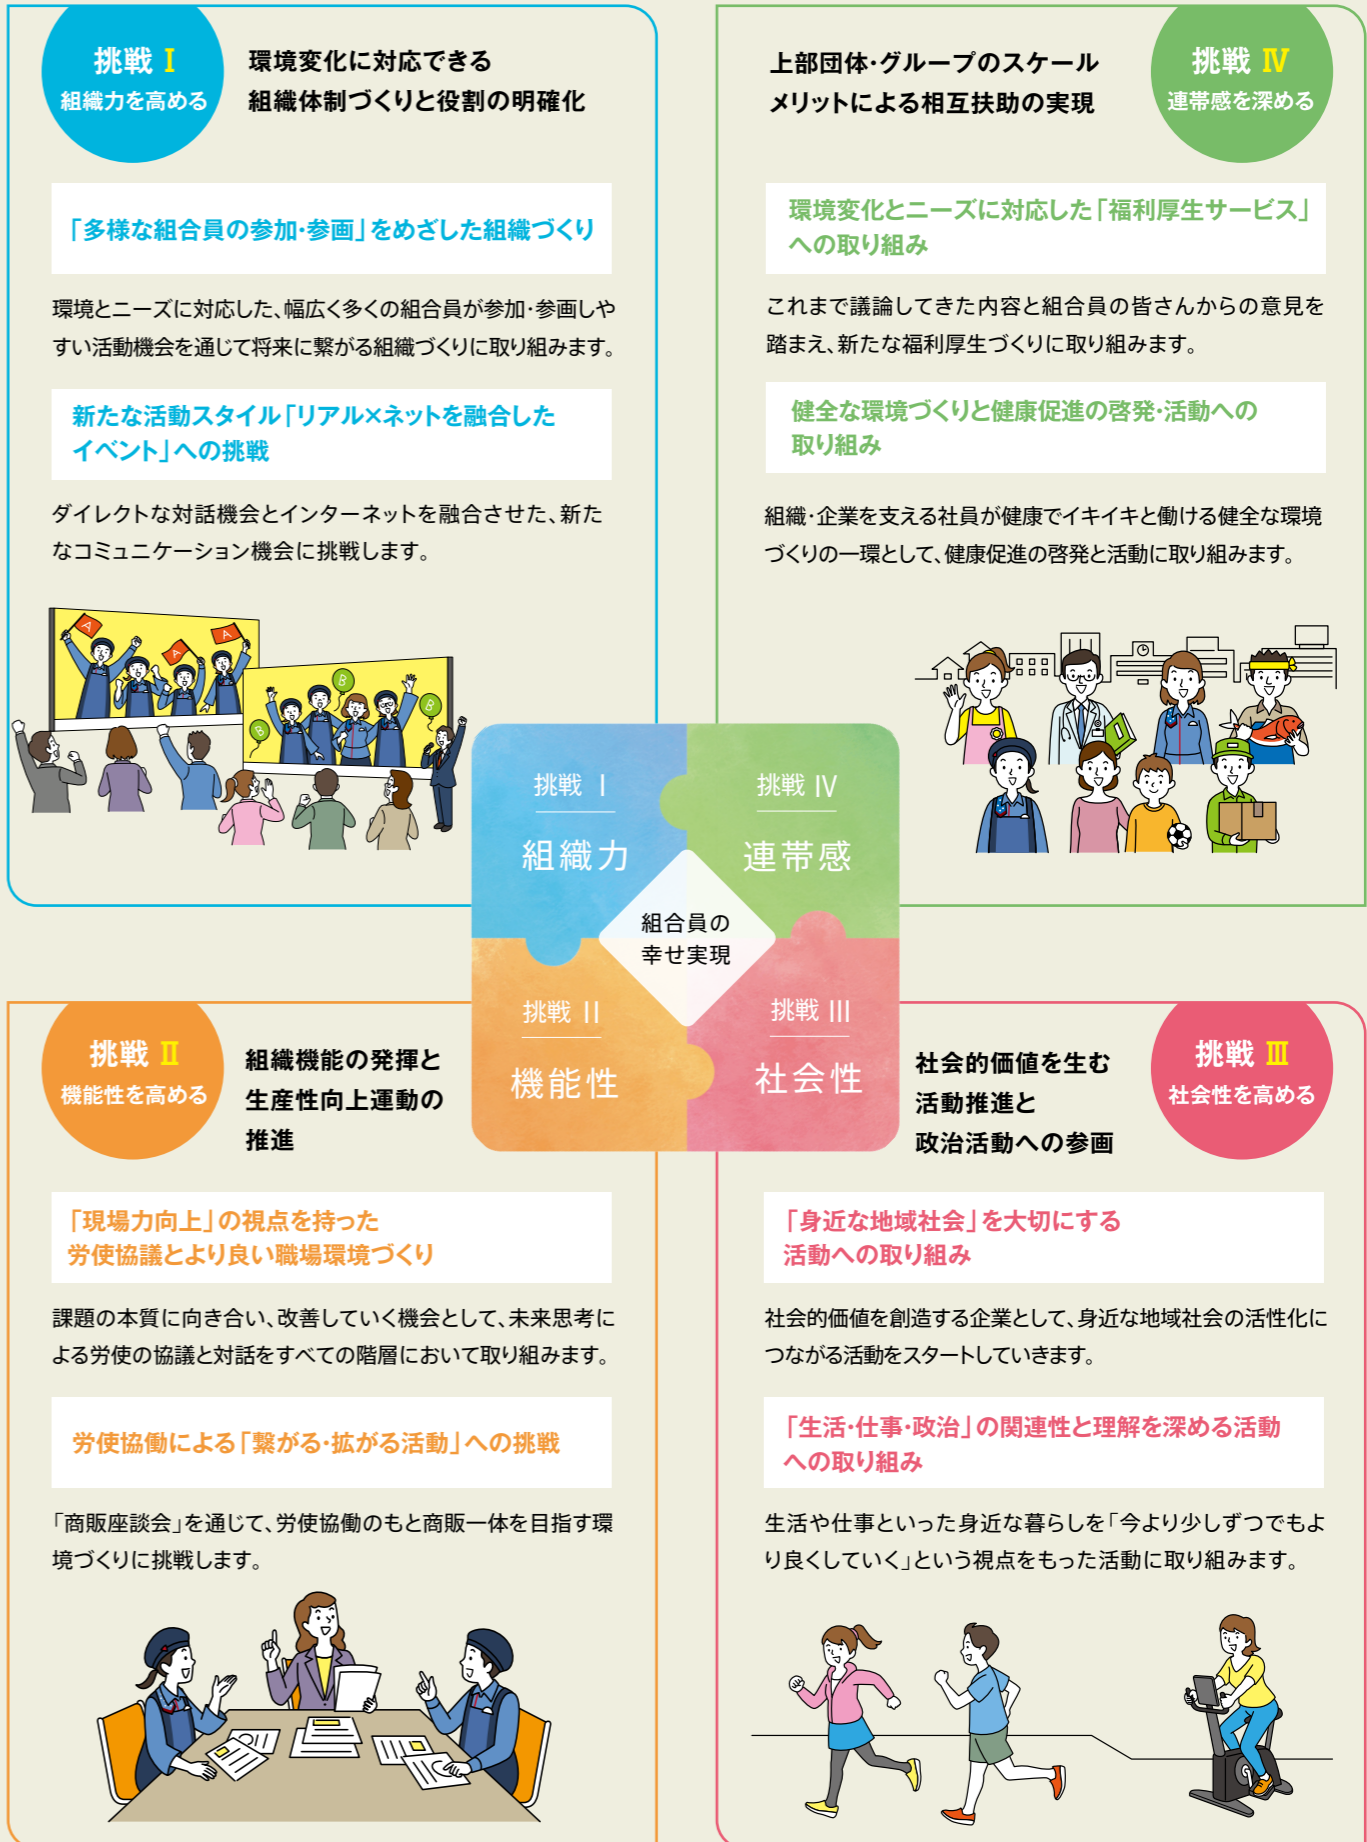 挑戦 Ⅰ
組織力を高める
環境変化に対応できる
組織体制づくりと役割の明確化
「多様な組合員の参加・参画」をめざした組織づくり
環境とニーズに対応した、幅広く多くの組合員が参加・参画しや
すい活動機会を通じて将来に繋がる組織づくりに取り組みます。
新たな活動スタイル「リアル×ネットを融合した
イベント」への挑戦
ダイレクトな対話機会とインターネットを融合させた、新た
なコミュニケーション機会に挑戦します。
A
A
A
B
B
B
上部団体・グループのスケール
メリットによる相互扶助の実現
挑戦 Ⅳ
連帯感を深める
環境変化とニーズに対応した「福利厚生サービス」
への取り組み
これまで議論してきた内容と組合員の皆さんからの意見を
踏まえ、新たな福利厚生づくりに取り組みます。
健全な環境づくりと健康促進の啓発・活動への
取り組み
組織・企業を支える社員が健康でイキイキと働ける健全な環境
づくりの一環として、健康促進の啓発と活動に取り組みます。
挑戦 Ⅰ
組織力
挑戦 Ⅳ
連帯感
組合員の
幸せ実現
挑戦 Ⅱ
機能性
挑戦 Ⅲ
社会性
挑戦 Ⅱ
機能性を高める
組織機能の発揮と
生産性向上運動の
推進
「現場力向上」の視点を持った
労使協議とより良い職場環境づくり
課題の本質に向き合い、改善していく機会として、未来思考に
よる労使の協議と対話をすべての階層において取り組みます。
労使協働による「繋がる・拡がる活動」への挑戦
「商販座談会」を通じて、労使協働のもと商販一体を目指す環
境づくりに挑戦します。
社会的価値を生む
活動推進と
政治活動への参画
挑戦 Ⅲ
社会性を高める
「身近な地域社会」を大切にする
活動への取り組み
社会的価値を創造する企業として、身近な地域社会の活性化に
つながる活動をスタートしていきます。
「生活・仕事・政治」の関連性と理解を深める活動
への取り組み
生活や仕事といった身近な暮らしを「今より少しずつでもよ
り良くしていく」という視点をもった活動に取り組みます。